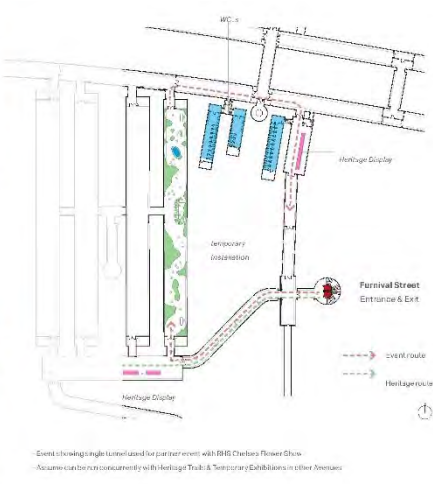 WCs
Heritage Display
Temporary
Installation
Furnival Street
Entrance & Exit
Event route
Heritage route
Heritage Display
Event showing single tunnel used for partner event with RHS Chelsea Flower Show
Assume can be run concurrently with Heritage Trails & Temporary Exhibitions in other Avenues